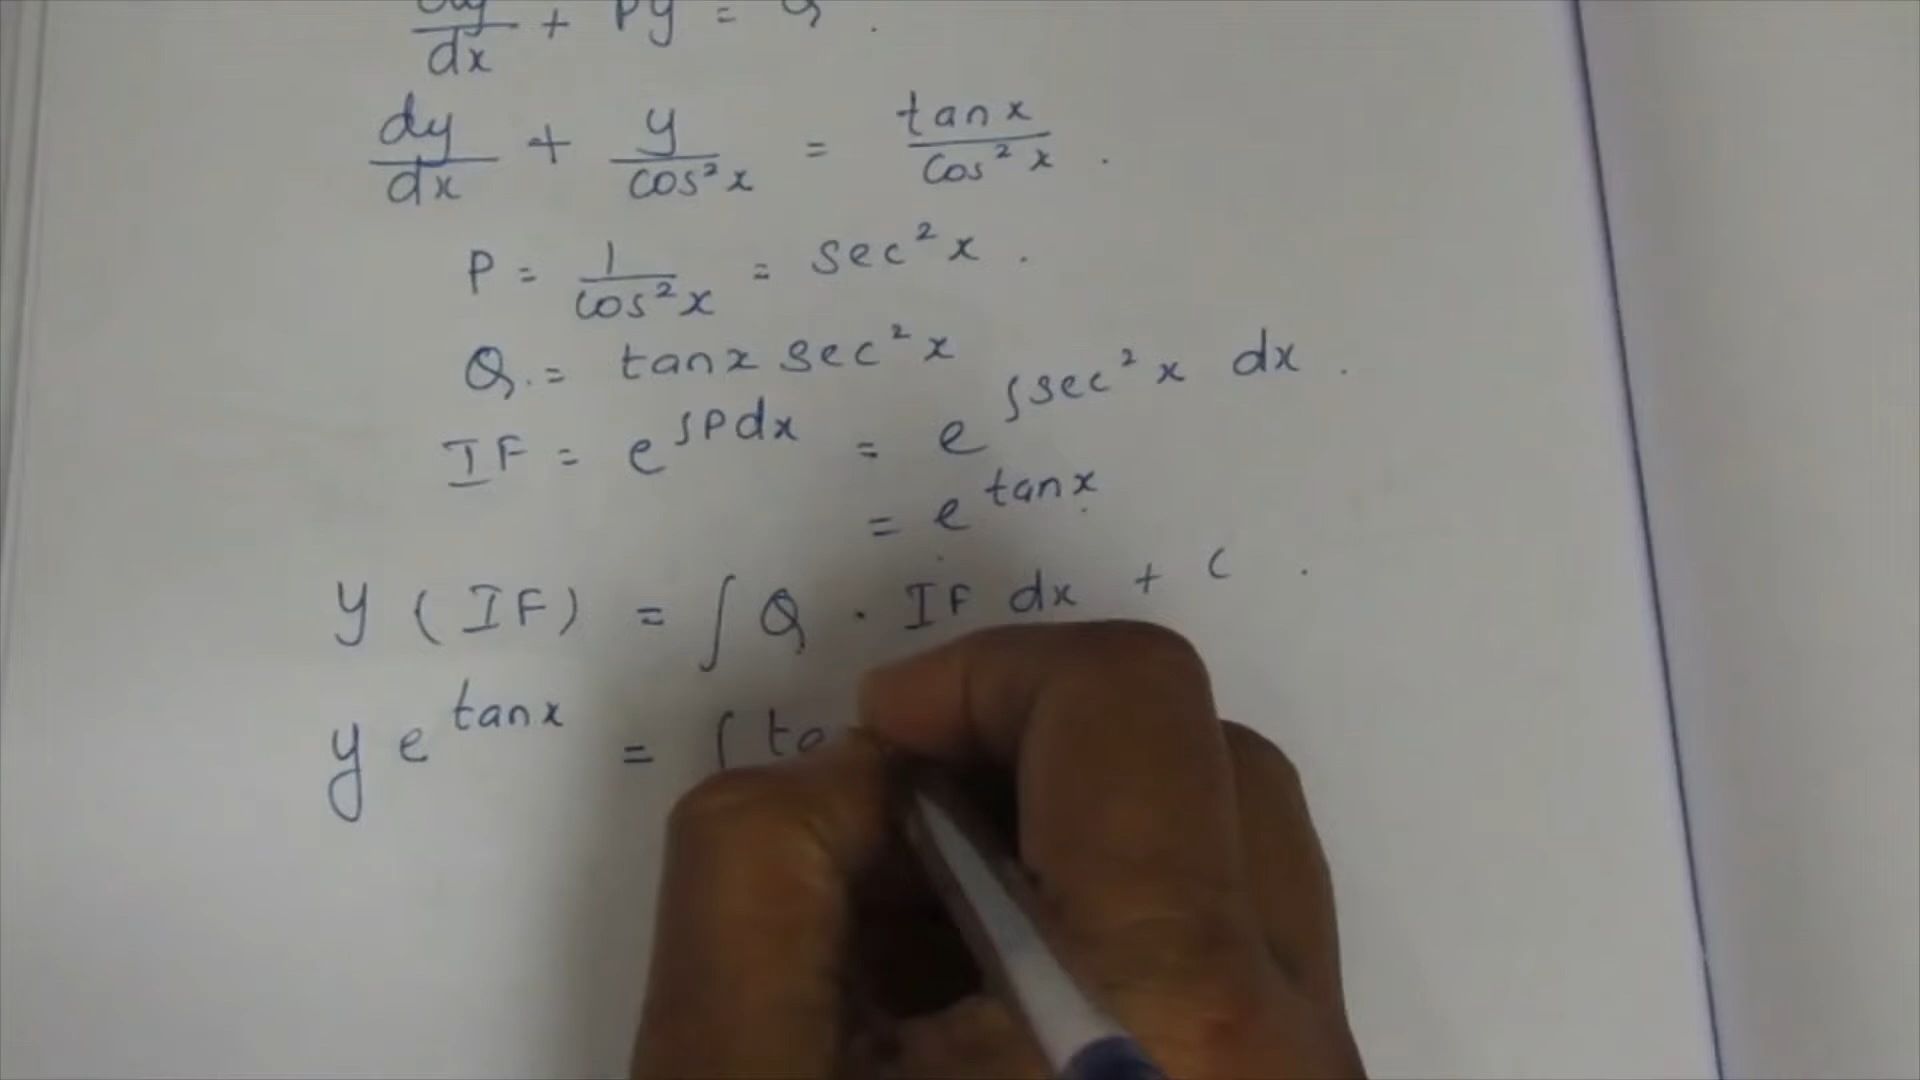 dy/dx + Py = Q .
dy/dx + y/cos²x = tanx/cos²x .
P = 1/cos²x = sec²x .
Q. = tanx sec²x
IF = e^∫Pdx = e^∫sec²x dx .
= e^tanx
y (IF) = ∫ Q . IF dx + C .
y e^tanx = ∫ ta